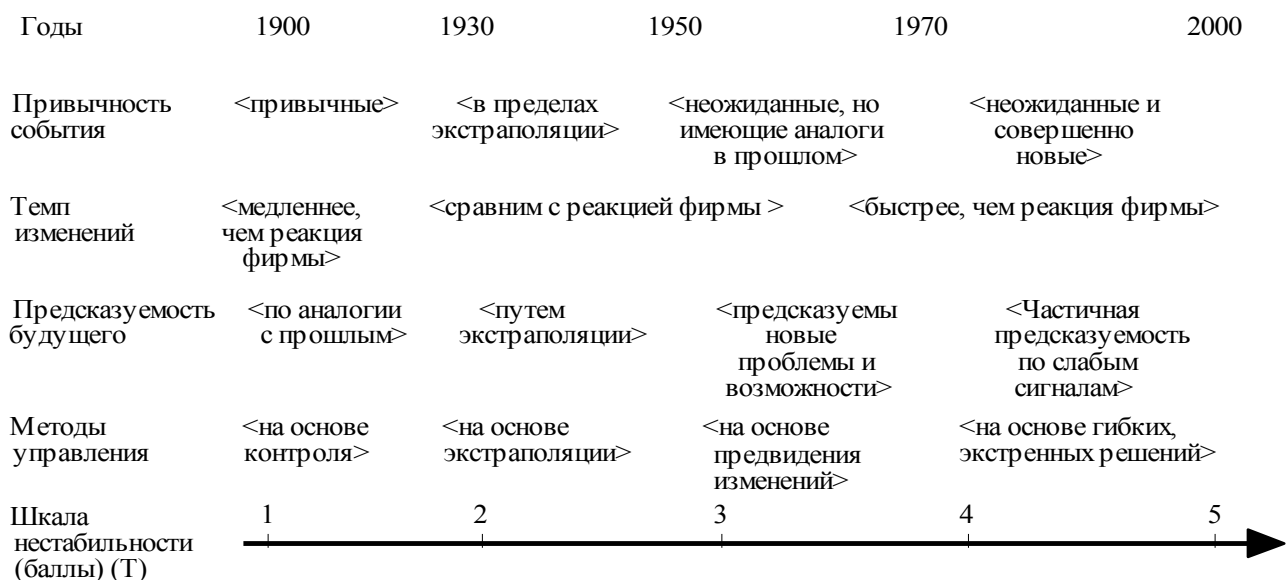 Годы 1900 1930 1950 1970 2000
Привычность <привычные> <в пределах <неожиданные, но <неожиданные и
события экстраполяции> имеющие аналоги совершенно
в прошлом> новые>
Темп <медленнее, <сравним с реакцией фирмы > <быстрее, чем реакция фирмы>
изменений чем реакция
фирмы>
Предсказуемость <по аналогии <путем <предсказуемы <Частичная
будущего с прошлым> экстраполяции> новые предсказуемость
проблемы и по слабым
возможности> сигналам>
Методы <на основе <на основе <на основе <на основе гибких,
управления контроля> экстраполяции> предвидения экстренных решений>
изменений>
Шкала 1 2 3 4 5
нестабильности
(баллы) (Т)